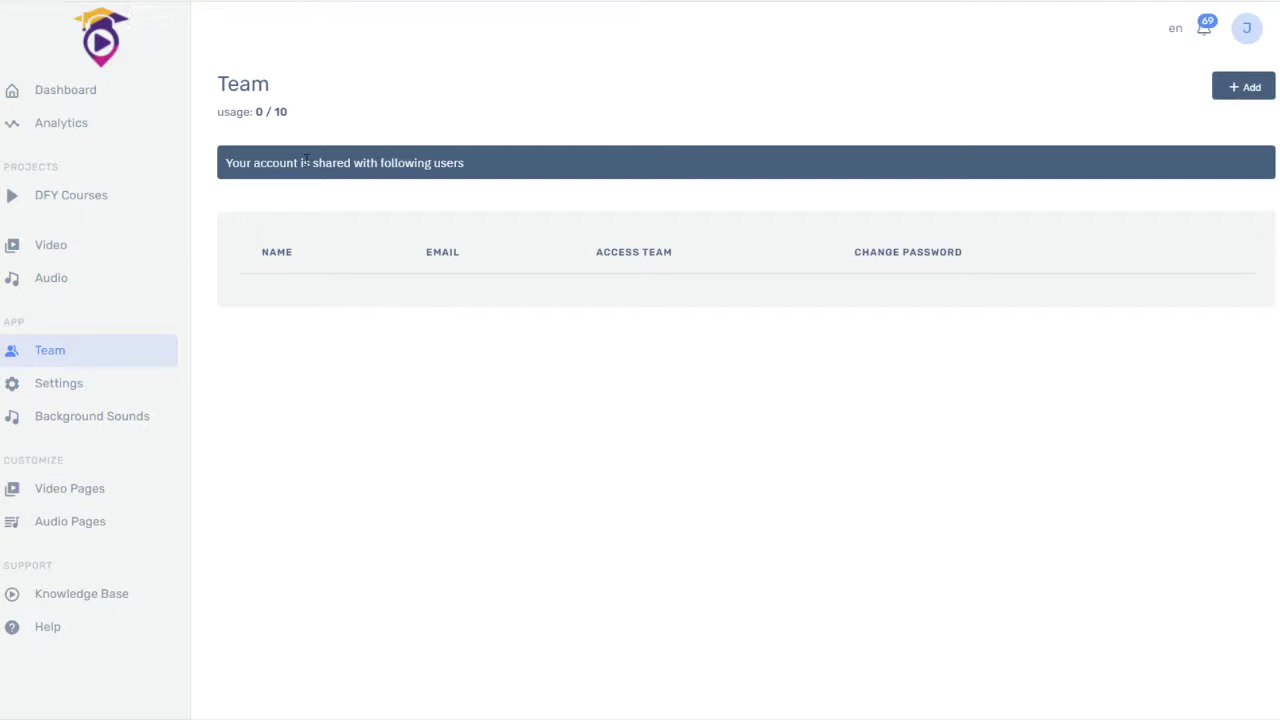 en
69
J
Dashboard
Analytics
PROJECTS
DFY Courses
Video
Audio
APP
Team
Settings
Background Sounds
CUSTOMIZE
Video Pages
Audio Pages
SUPPORT
Knowledge Base
Help
Team
+ Add
usage: 0 / 10
Your account is shared with following users
NAME EMAIL ACCESS TEAM CHANGE PASSWORD